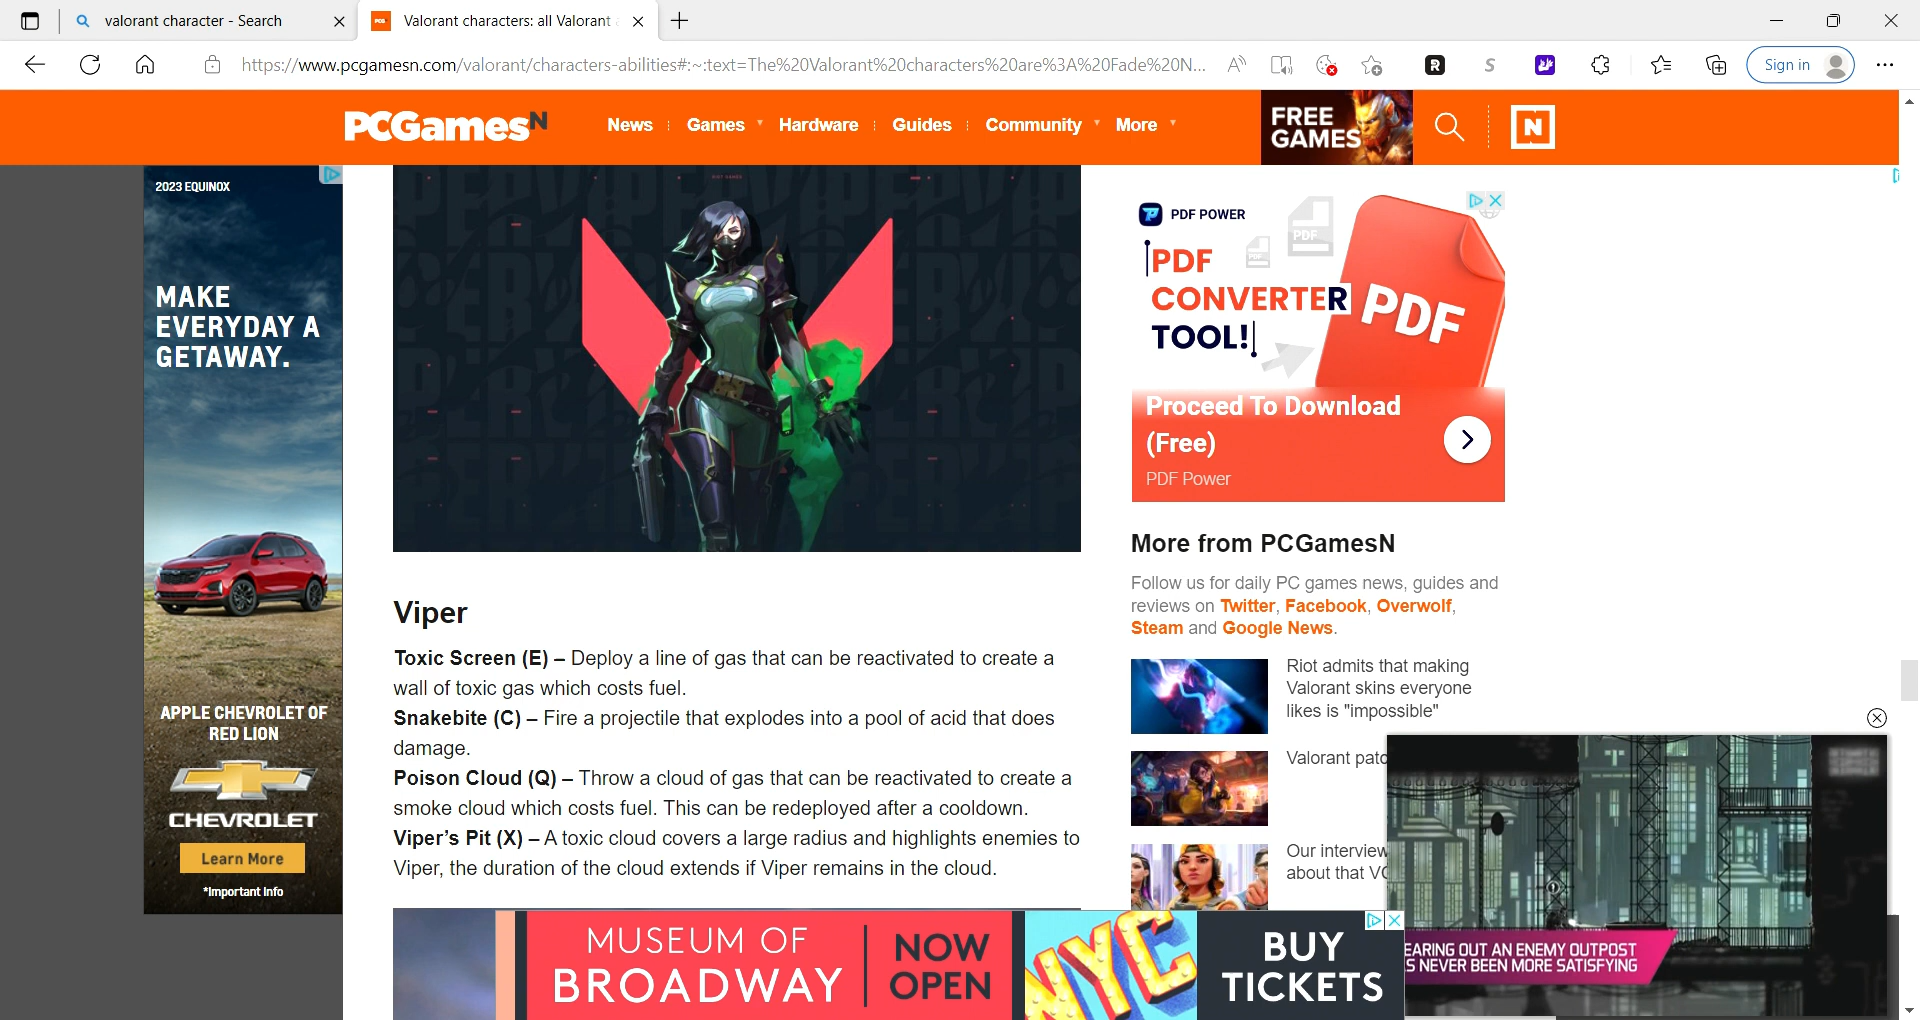 valorant character - Search
Valorant characters: all Valorant
https://www.pcgamesn.com/valorant/characters-abilities#:~:text=The%20Valorant%20characters%20are%3A%20Fade%20N...
Sign in
PCGamesN
News
Games
Hardware
Guides
Community
More
FREE
GAMES
N
2023 EQUINOX
MAKE
EVERYDAY A
GETAWAY.
APPLE CHEVROLET OF
RED LION
CHEVROLET
Learn More
*Important Info
RIOT GAMES
Viper
Toxic Screen (E) – Deploy a line of gas that can be reactivated to create a
wall of toxic gas which costs fuel.
Snakebite (C) – Fire a projectile that explodes into a pool of acid that does
damage.
Poison Cloud (Q) – Throw a cloud of gas that can be reactivated to create a
smoke cloud which costs fuel. This can be redeployed after a cooldown.
Viper’s Pit (X) – A toxic cloud covers a large radius and highlights enemies to
Viper, the duration of the cloud extends if Viper remains in the cloud.
PDF POWER
PDF
CONVERTER
TOOL!
PDF
PDF
PDF
Proceed To Download
(Free)
PDF Power
More from PCGamesN
Follow us for daily PC games news, guides and
reviews on Twitter, Facebook, Overwolf,
Steam and Google News.
Riot admits that making
Valorant skins everyone
likes is "impossible"
Valorant patc
Our interview
about that VC
EARING OUT AN ENEMY OUTPOST
S NEVER BEEN MORE SATISFYING
MUSEUM OF
BROADWAY
NOW
OPEN
NYC
BUY
TICKETS